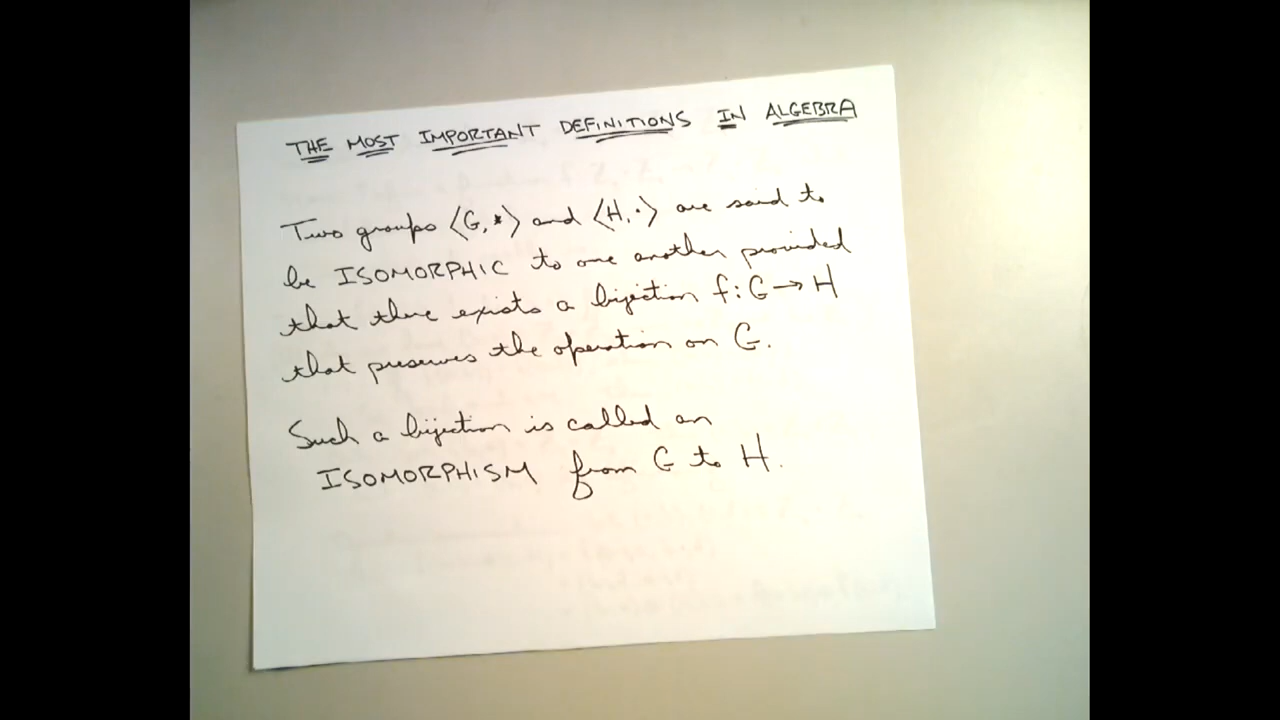 THE MOST IMPORTANT DEFINITIONS IN ALGEBRA
Two groups ⟨G,*⟩ and ⟨H,·⟩ are said to
be ISOMORPHIC to one another provided
that there exists a bijection f:G→H
that preserves the operation on G.
Such a bijection is called an
ISOMORPHISM from G to H.